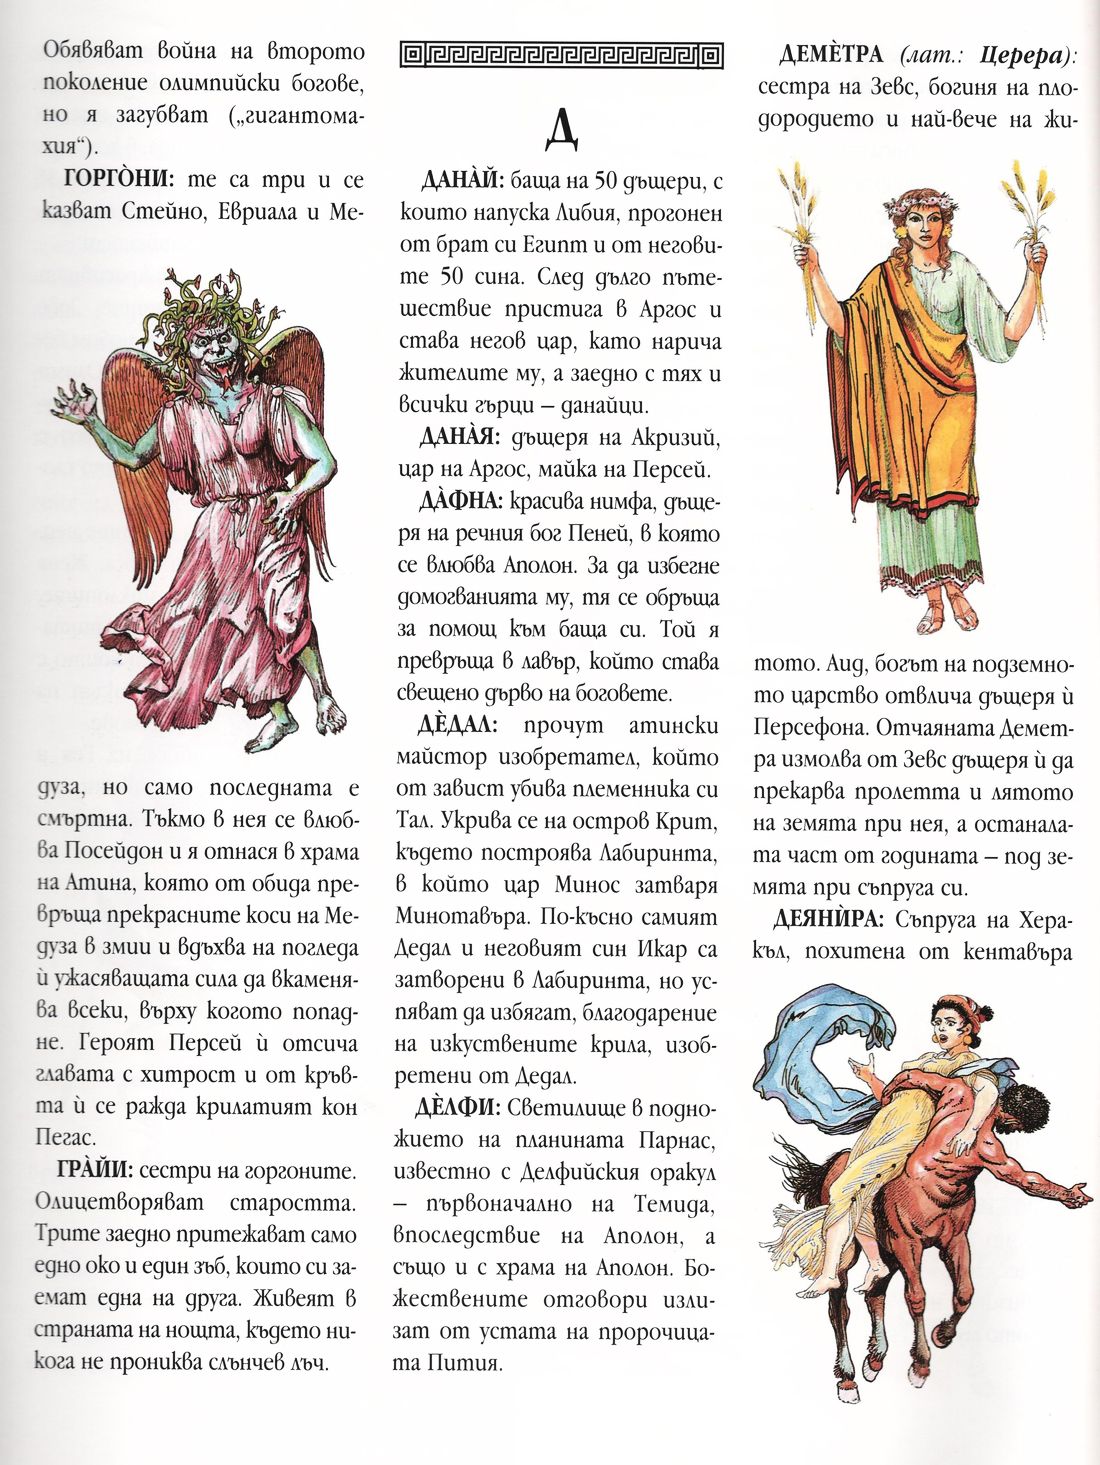 Обявяват война на второто
поколение олимпийски богове,
но я загубват („гигантома-
хия“).
ГОРГО̀НИ: те са три и се
казват Стейно, Евриала и Ме-
дуза, но само последната е
смъртна. Тъкмо в нея се влюб-
ва Посейдон и я отнася в храма
на Атина, която от обида пре-
връща прекрасните коси на Ме-
дуза в змии и вдъхва на погледа
ѝ ужасяващата сила да вкаменя-
ва всеки, върху когото попад-
не. Героят Персей ѝ отсича
главата с хитрост и от кръв-
та ѝ се ражда крилатият кон
Пегас.
ГРА̀ЙИ: сестри на горгоните.
Олицетворяват старостта.
Трите заедно притежават само
едно око и един зъб, които си за-
емат една на друга. Живеят в
страната на нощта, където ни-
кога не прониква слънчев лъч.
Д
ДАНА̀Й: баща на 50 дъщери, с
които напуска Либия, прогонен
от брат си Египт и от негови-
те 50 сина. След дълго пъте-
шествие пристига в Аргос и
става негов цар, като нарича
жителите му, а заедно с тях и
всички гърци – данайци.
ДАНА̀Я: дъщеря на Акризий,
цар на Аргос, майка на Персей.
ДА̀ФНА: красива нимфа, дъще-
ря на речния бог Пеней, в която
се влюбва Аполон. За да избегне
домогванията му, тя се обръща
за помощ към баща си. Той я
превръща в лавър, който става
свещено дърво на боговете.
ДЀДАЛ: прочут атински
майстор изобретател, който
от завист убива племенника си
Тал. Укрива се на остров Крит,
където построява Лабиринта,
в който цар Минос затваря
Минотавъра. По-късно самият
Дедал и неговият син Икар са
затворени в Лабиринта, но ус-
пяват да избягат, благодарение
на изкуствените крила, изоб-
ретени от Дедал.
ДЀЛФИ: Светилище в подно-
жието на планината Парнас,
известно с Делфийския оракул
– първоначално на Темида,
впоследствие на Аполон, а
също и с храма на Аполон. Бо-
жествените отговори изли-
зат от устата на пророчица-
та Пития.
ДЕМЀТРА (лат.: Церера):
сестра на Зевс, богиня на пло-
дородието и най-вече на жи-
тото. Аид, богът на подземно-
то царство отвлича дъщеря ѝ
Персефона. Отчаяната Демет-
ра измолва от Зевс дъщеря ѝ да
прекарва пролетта и лятото
на земята при нея, а останала-
та част от годината – под зе-
мята при съпруга си.
ДЕЯНЍРА: Съпруга на Хера-
къл, похитена от кентавъра